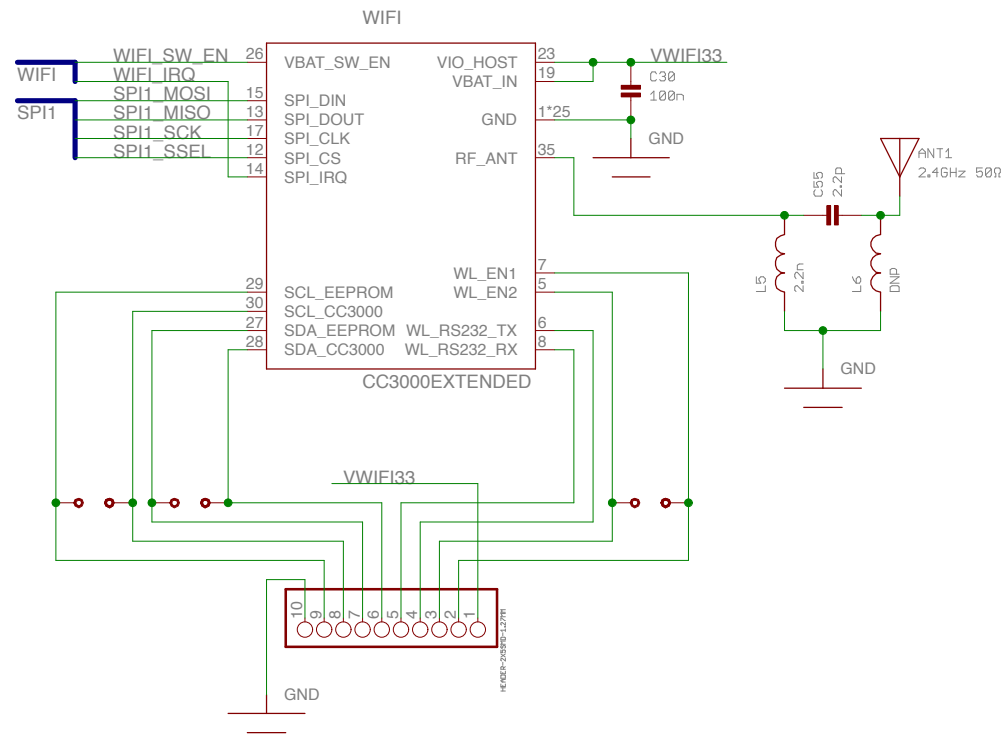 WIFI
WIFI_SW_EN 26 VBAT_SW_EN VIO_HOST 23 VWIFI33
WIFI WIFI_IRQ VBAT_IN 19 C30
SPI1_MOSI 15 SPI_DIN 100n
SPI1 SPI1_MISO 13 SPI_DOUT GND 1*25
SPI1_SCK 17 SPI_CLK GND
SPI1_SSEL 12 SPI_CS RF_ANT 35 ANT1
14 SPI_IRQ 2.4GHz 50Ω
C55 2.2p
WL_EN1 7 L5 2.2n L6 DNP
29 SCL_EEPROM WL_EN2 5
30 SCL_CC3000
27 SDA_EEPROM WL_RS232_TX 6
28 SDA_CC3000 WL_RS232_RX 8
GND
CC3000EXTENDED
VWIFI33
10 9 8 7 6 5 4 3 2 1
HEADER-2X5SMD-1.27MM
GND